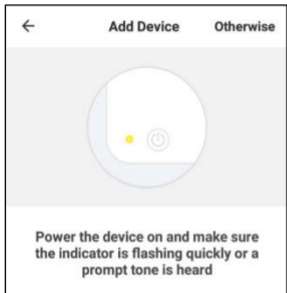 Add Device Otherwise
Power the device on and make sure
the indicator is flashing quickly or a
prompt tone is heard